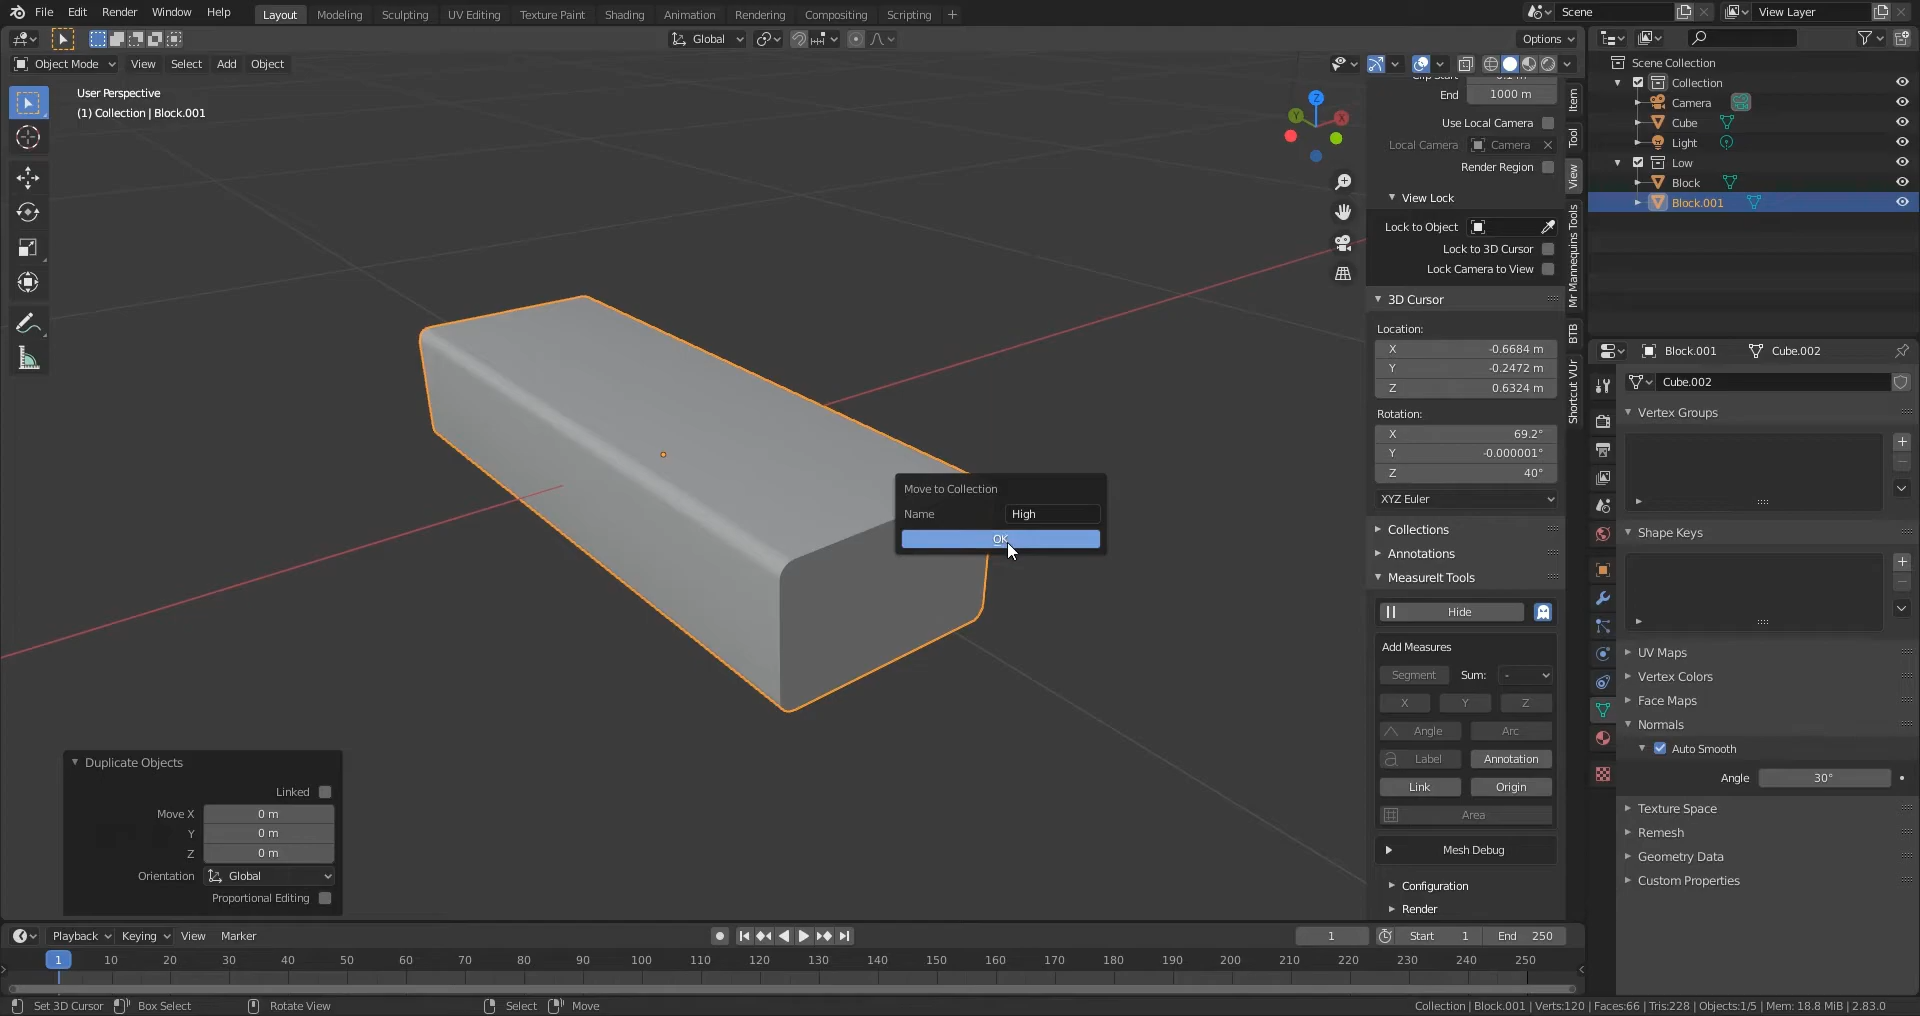 File Edit Render Window Help
Layout Modeling Sculpting UV Editing Texture Paint Shading Animation Rendering Compositing Scripting +
Scene
View Layer
Global
Options
Object Mode View Select Add Object
User Perspective
(1) Collection | Block.001
Z
X
Y
End 1000 m
Use Local Camera
Local Camera Camera
Render Region
View Lock
Lock to Object
Lock to 3D Cursor
Lock Camera to View
3D Cursor
Location:
X -0.6684 m
Y -0.2472 m
Z 0.6324 m
Rotation:
X 69.2°
Y -0.000001°
Z 40°
XYZ Euler
Collections
Annotations
MeasureIt Tools
Hide
Add Measures
Segment Sum: -
X Y Z
Angle Arc
a Label Annotation
Link Origin
Area
Mesh Debug
Configuration
Render
Item
Tool
View
Mr Mannequins Tools
BTB
Shortcut VUr
Scene Collection
Collection
Camera
Cube
Light
Low
Block
Block.001
Block.001 Cube.002
Cube.002
Vertex Groups
Shape Keys
UV Maps
Vertex Colors
Face Maps
Normals
Auto Smooth
Angle 30°
Texture Space
Remesh
Geometry Data
Custom Properties
Move to Collection
Name High
OK
Duplicate Objects
Linked
Move X 0 m
Y 0 m
Z 0 m
Orientation Global
Proportional Editing
Playback Keying View Marker
1 Start 1 End 250
1 10 20 30 40 50 60 70 80 90 100 110 120 130 140 150 160 170 180 190 200 210 220 230 240 250
Set 3D Cursor Box Select Rotate View Select Move
Collection | Block.001 | Verts:120 | Faces:66 | Tris:228 | Objects:1/5 | Mem: 18.8 MiB | 2.83.0